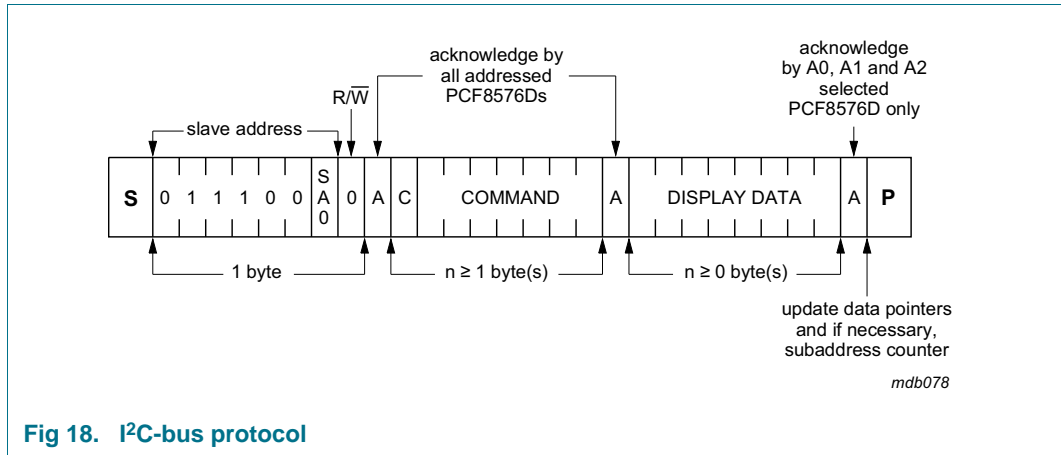 acknowledge by
all addressed
PCF8576Ds
acknowledge
by A0, A1 and A2
selected
PCF8576D only
R/W̅
slave address
S 0 1 1 1 0 0 SA0 0 A C COMMAND A DISPLAY DATA A P
1 byte
n ≥ 1 byte(s)
n ≥ 0 byte(s)
update data pointers
and if necessary,
subaddress counter
mdb078
Fig 18. I²C-bus protocol